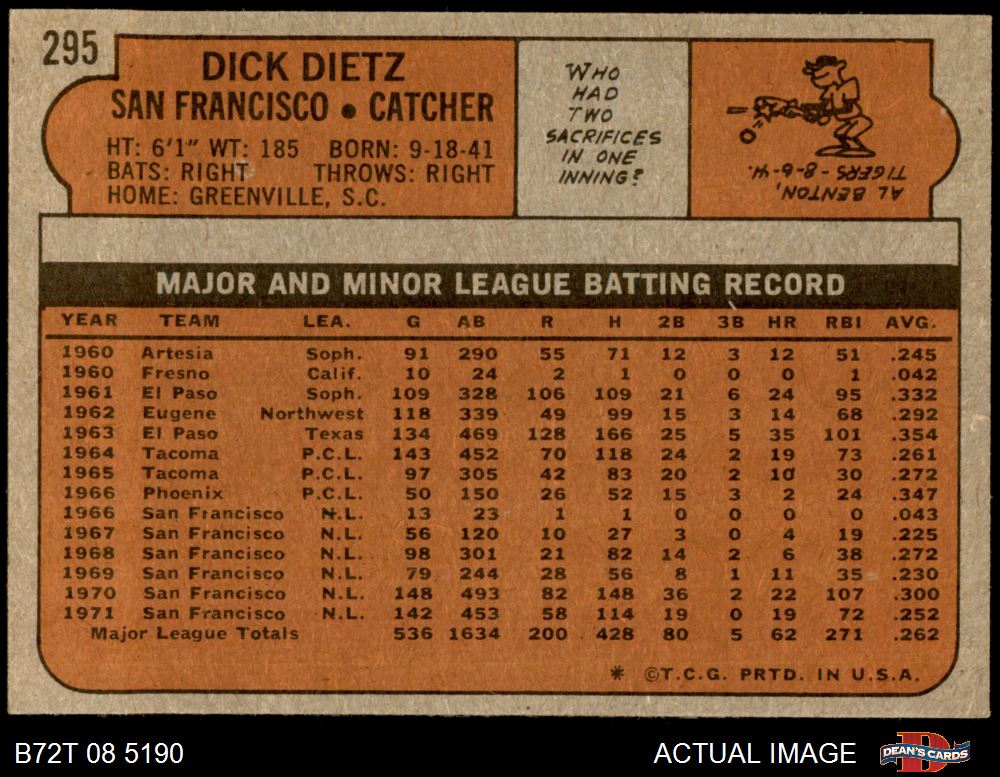 295
DICK DIETZ
SAN FRANCISCO • CATCHER
HT: 6'1" WT: 185 BORN: 9-18-41
BATS: RIGHT THROWS: RIGHT
HOME: GREENVILLE, S.C.
WHO
HAD
TWO
SACRIFICES
IN ONE
INNING?
AL BENTON,
TIGERS-8-6-41.
MAJOR AND MINOR LEAGUE BATTING RECORD
YEAR TEAM LEA. G AB R H 2B 3B HR RBI AVG.
1960 Artesia Soph. 91 290 55 71 12 3 12 51 .245
1960 Fresno Calif. 10 24 2 1 0 0 0 1 .042
1961 El Paso Soph. 109 328 106 109 21 6 24 95 .332
1962 Eugene Northwest 118 339 49 99 15 3 14 68 .292
1963 El Paso Texas 134 469 128 166 25 5 35 101 .354
1964 Tacoma P.C.L. 143 452 70 118 24 2 19 73 .261
1965 Tacoma P.C.L. 97 305 42 83 20 2 10 30 .272
1966 Phoenix P.C.L. 50 150 26 52 15 3 2 24 .347
1966 San Francisco N.L. 13 23 1 1 0 0 0 0 .043
1967 San Francisco N.L. 56 120 10 27 3 0 4 19 .225
1968 San Francisco N.L. 98 301 21 82 14 2 6 38 .272
1969 San Francisco N.L. 79 244 28 56 8 1 11 35 .230
1970 San Francisco N.L. 148 493 82 148 36 2 22 107 .300
1971 San Francisco N.L. 142 453 58 114 19 0 19 72 .252
Major League Totals 536 1634 200 428 80 5 62 271 .262
* ©T.C.G. PRTD. IN U.S.A.
B72T 08 5190 ACTUAL IMAGE DEAN'S CARDS